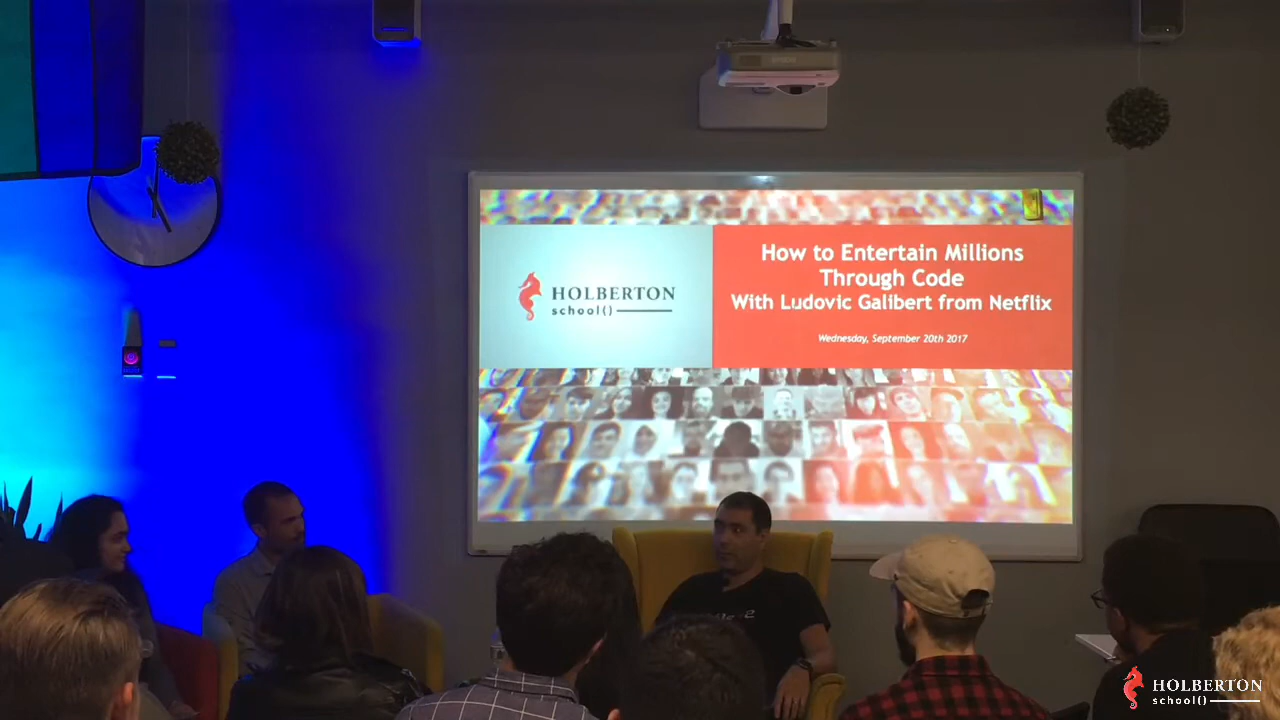 HOLBERTON
school()
How to Entertain Millions
Through Code
With Ludovic Galibert from Netflix
Wednesday, September 20th 2017
HOLBERTON
school()